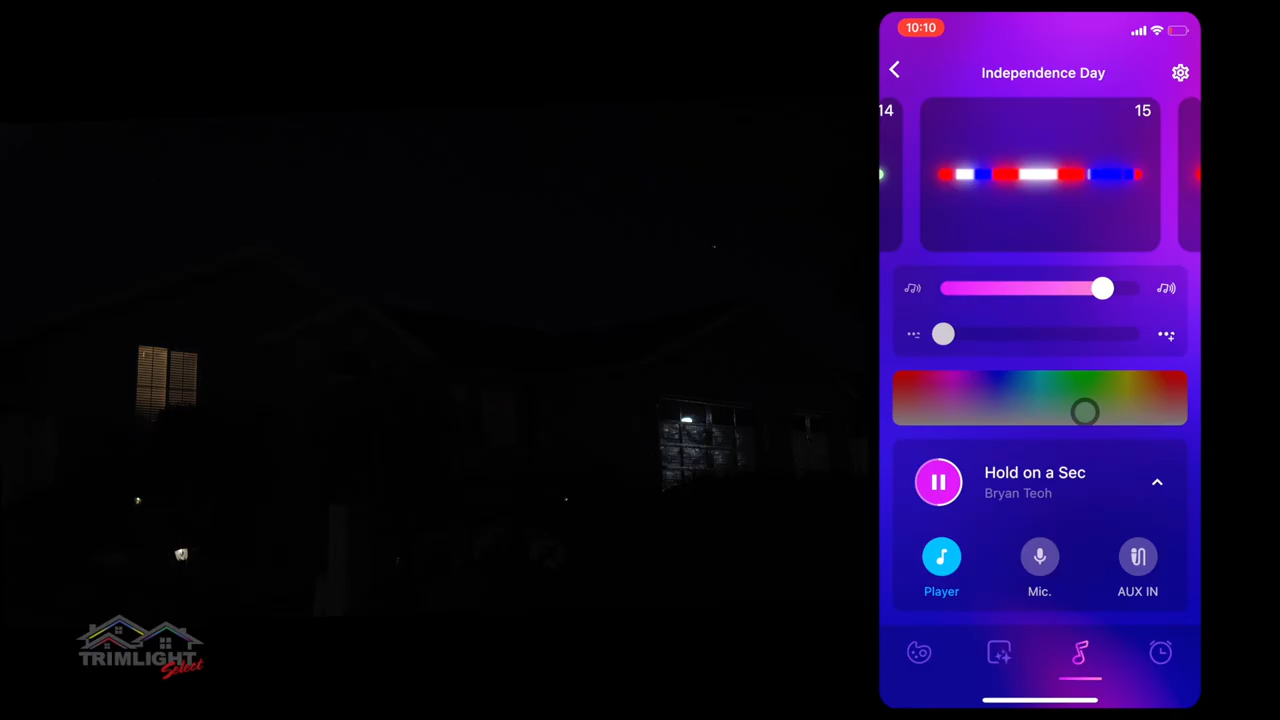 10:10
Independence Day
14
15
Hold on a Sec
Bryan Teoh
Player
Mic.
AUX IN
TRIMLIGHT
Select